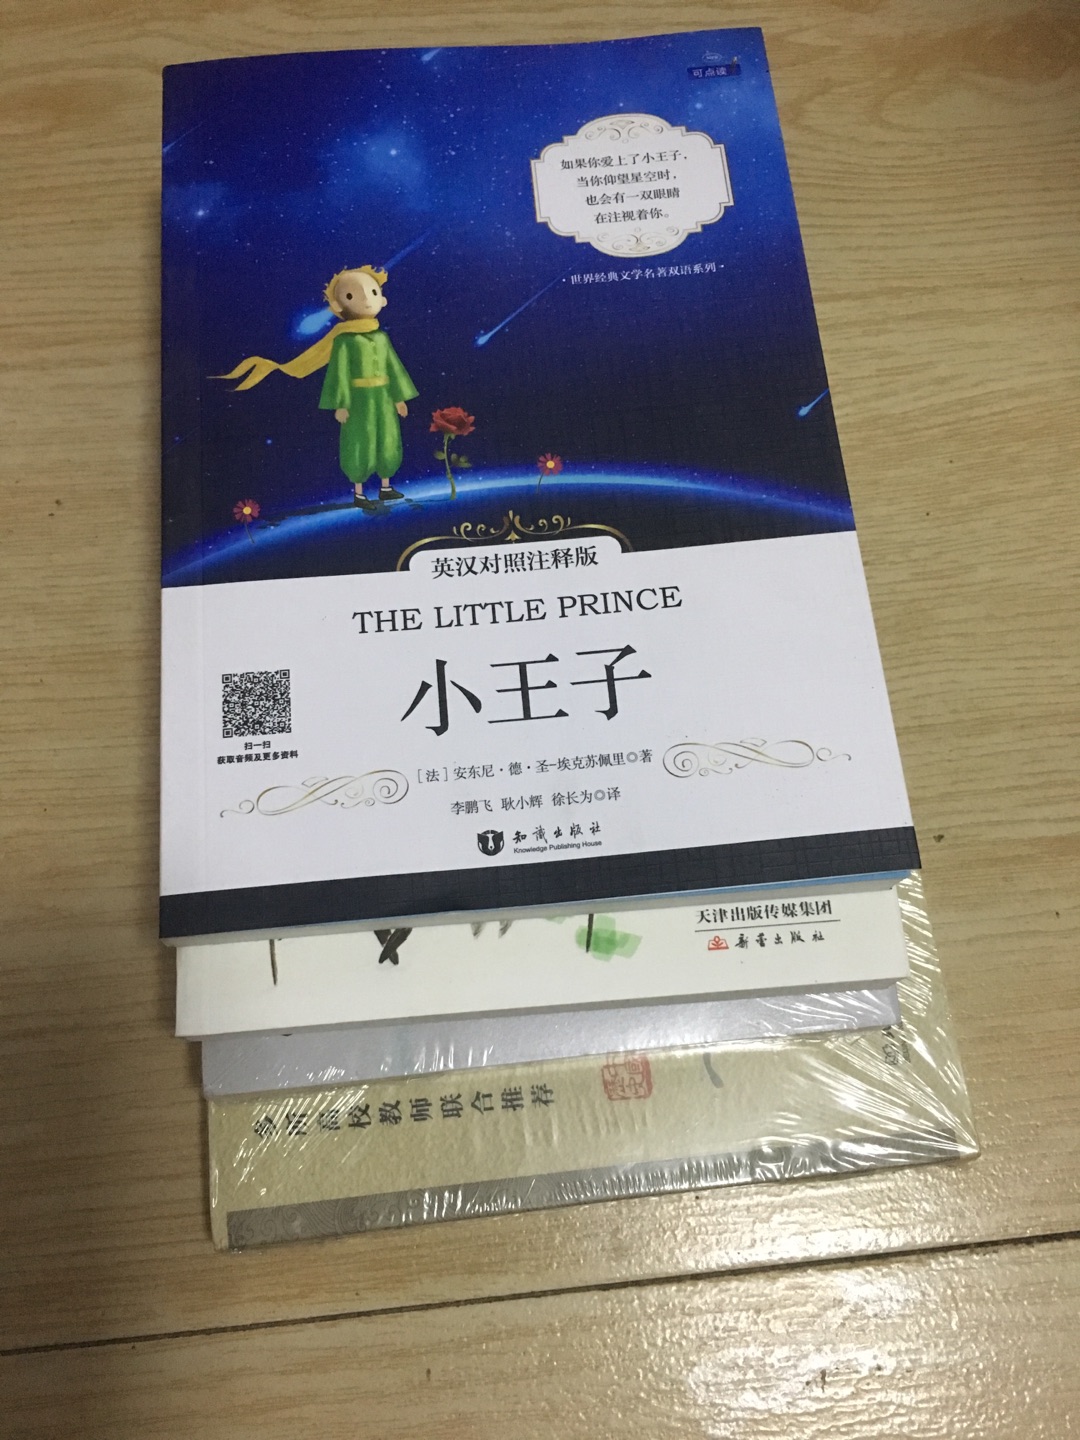 可点读
如果你爱上了小王子，
当你仰望星空时，
也会有一双眼睛
在注视着你。
·世界经典文学名著双语系列·
英汉对照注释版
THE LITTLE PRINCE
小王子
扫一扫
获取音频及更多资料
[法]安东尼·德·圣-埃克苏佩里◎著
李鹏飞 耿小辉 徐长为◎译
知识出版社
Knowledge Publishing House
天津出版传媒集团
新蕾出版社
校教师联合推荐